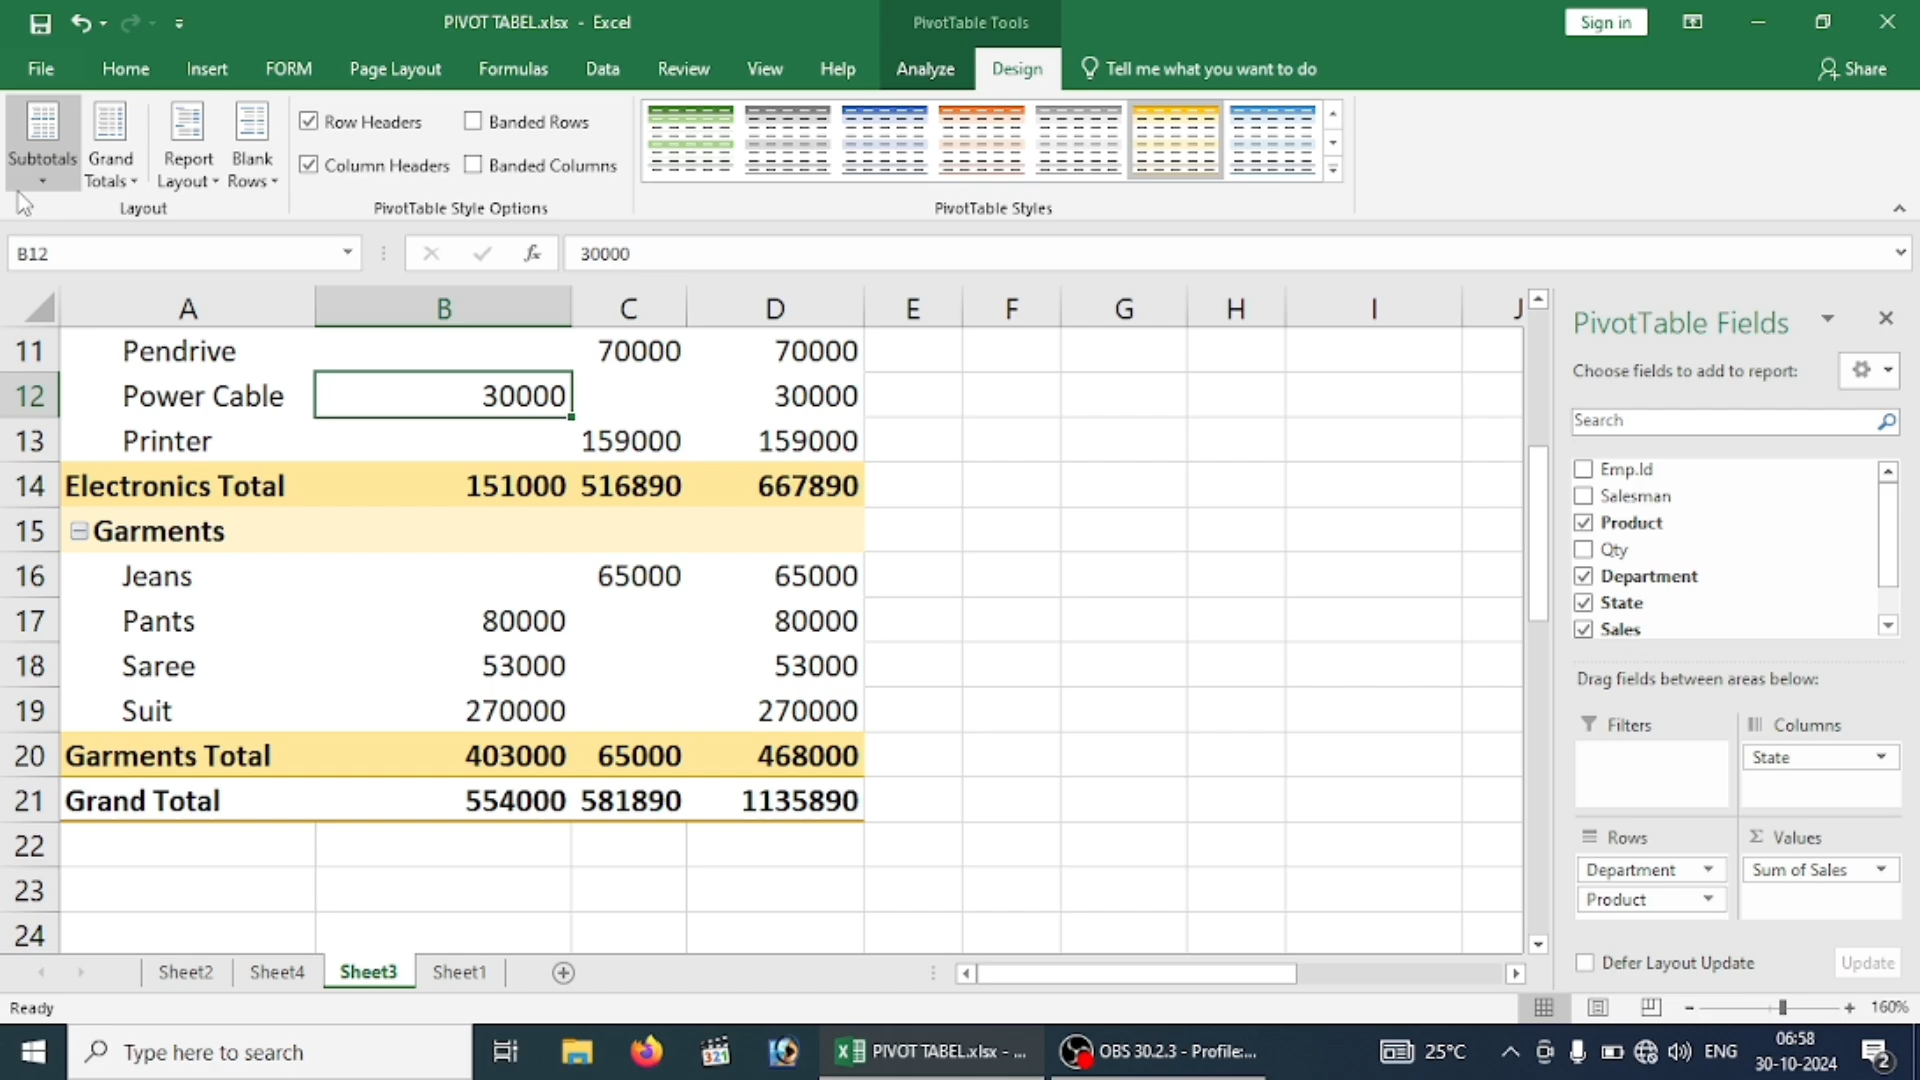 PIVOT TABEL.xlsx - Excel
PivotTable Tools
Sign in
File
Home
Insert
FORM
Page Layout
Formulas
Data
Review
View
Help
Analyze
Design
Tell me what you want to do
Share
Subtotals
Grand Totals
Report Layout
Blank Rows
Row Headers
Banded Rows
Column Headers
Banded Columns
Layout
PivotTable Style Options
PivotTable Styles
B12
fx
30000
A B C D E F G H I J
11 Pendrive 70000 70000
12 Power Cable 30000 30000
13 Printer 159000 159000
14 Electronics Total 151000 516890 667890
15 Garments
16 Jeans 65000 65000
17 Pants 80000 80000
18 Saree 53000 53000
19 Suit 270000 270000
20 Garments Total 403000 65000 468000
21 Grand Total 554000 581890 1135890
22
23
24
PivotTable Fields
Choose fields to add to report:
Search
Emp.Id
Salesman
Product
Qty
Department
State
Sales
Drag fields between areas below:
Filters
Columns
State
Rows
Σ Values
Department
Sum of Sales
Product
Defer Layout Update
Update
Sheet2
Sheet4
Sheet3
Sheet1
Ready
160%
Type here to search
321
PIVOT TABEL.xlsx - ...
OBS 30.2.3 - Profile:...
25°C
ENG
06:58
30-10-2024
2